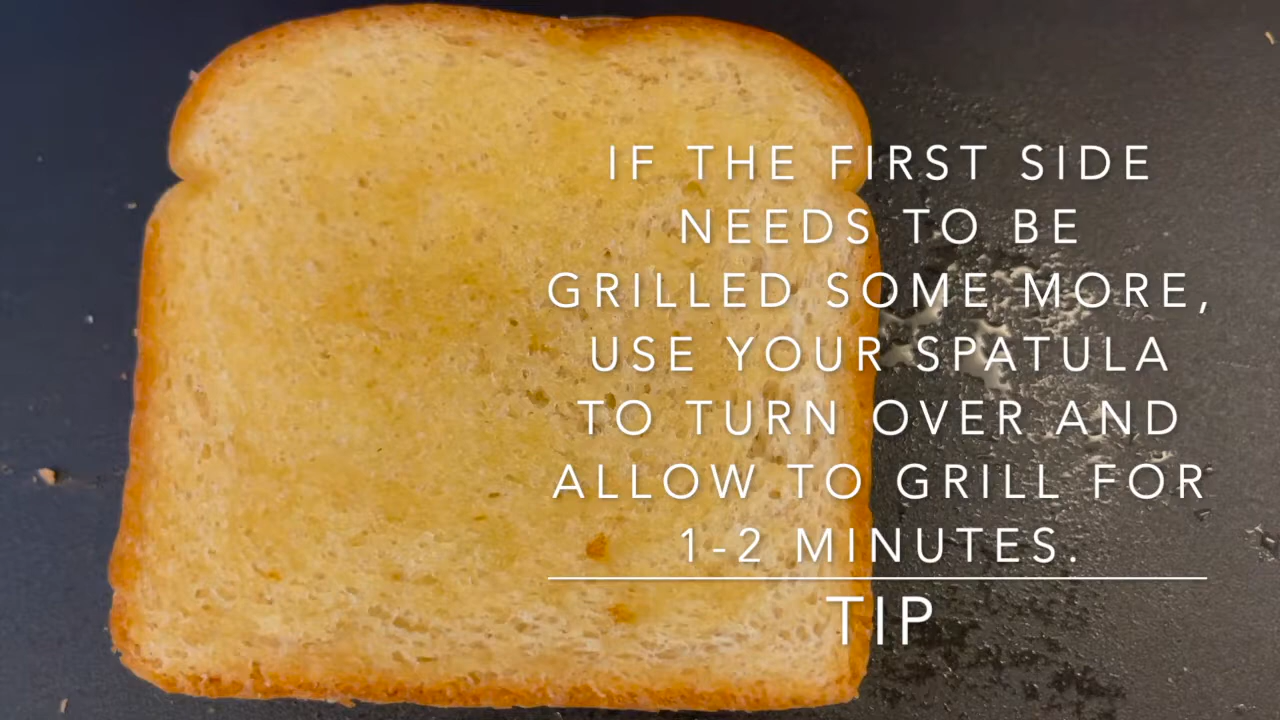 IF THE FIRST SIDE
NEEDS TO BE
GRILLED SOME MORE,
USE YOUR SPATULA
TO TURN OVER AND
ALLOW TO GRILL FOR
1-2 MINUTES.
TIP